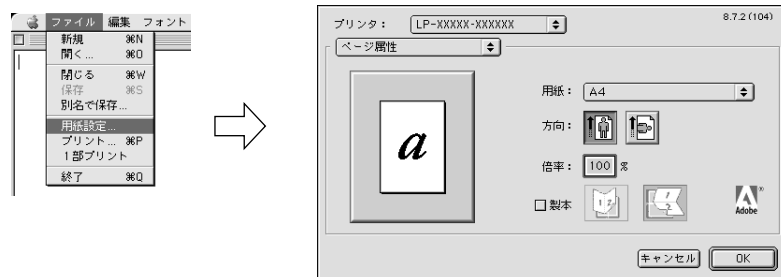 ファイル 編集 フォント
新規 ⌘N
開く... ⌘O
閉じる ⌘W
保存 ⌘S
別名で保存...
用紙設定...
プリント... ⌘P
1部プリント
終了 ⌘Q
プリンタ： LP-XXXXX-XXXXXX
8.7.2 (104)
ページ属性
用紙： A4
方向：
倍率： 100 %
製本
a
Adobe
キャンセル OK